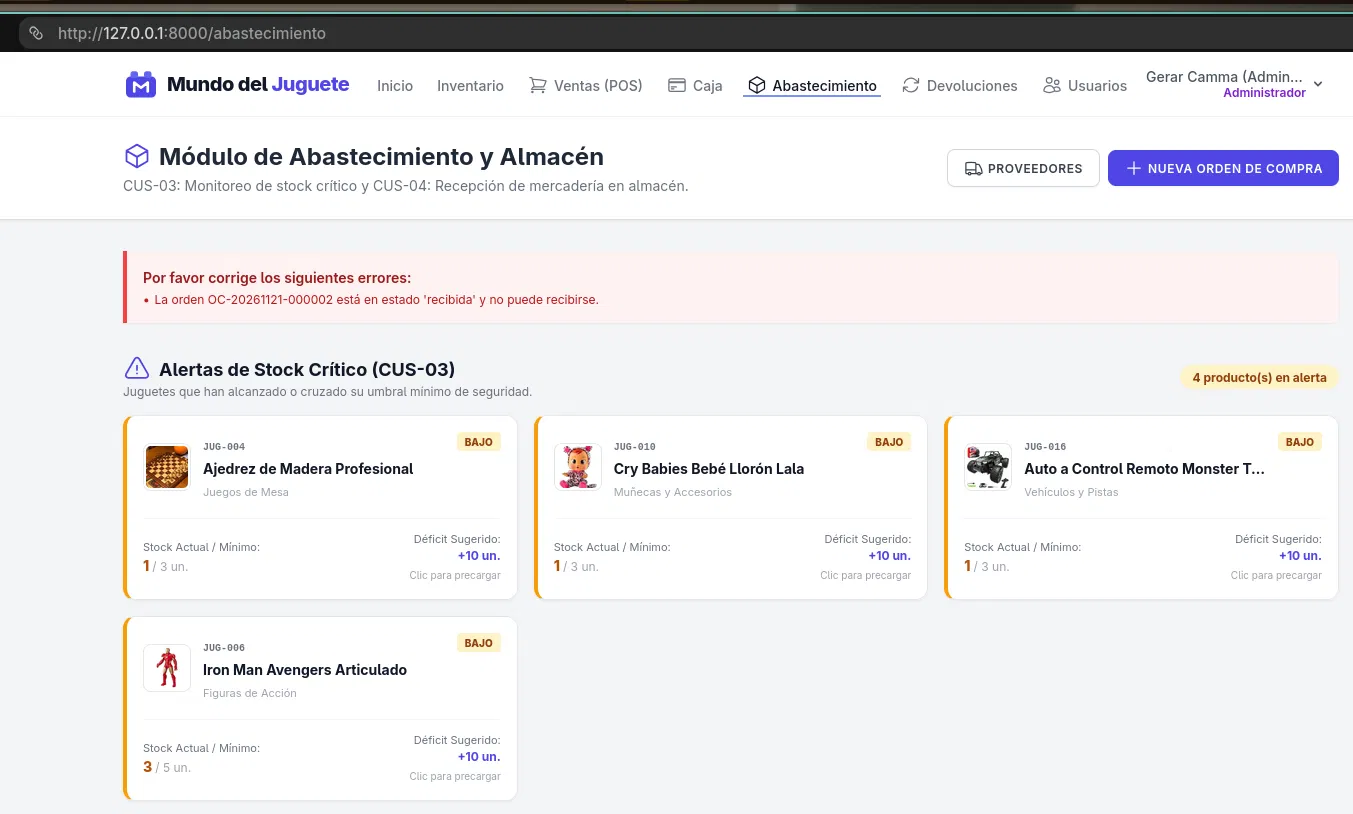 http://127.0.0.1:8000/abastecimiento
Mundo del Juguete
Inicio
Inventario
Ventas (POS)
Caja
Abastecimiento
Devoluciones
Usuarios
Gerar Camma (Admin...
Administrador
Módulo de Abastecimiento y Almacén
CUS-03: Monitoreo de stock crítico y CUS-04: Recepción de mercadería en almacén.
PROVEEDORES
NUEVA ORDEN DE COMPRA
Por favor corrige los siguientes errores:
• La orden OC-20261121-000002 está en estado 'recibida' y no puede recibirse.
Alertas de Stock Crítico (CUS-03)
Juguetes que han alcanzado o cruzado su umbral mínimo de seguridad.
4 producto(s) en alerta
JUG-004
BAJO
Ajedrez de Madera Profesional
Juegos de Mesa
Stock Actual / Mínimo:
1 / 3 un.
Déficit Sugerido:
+10 un.
Clic para precargar
JUG-010
BAJO
Cry Babies Bebé Llorón Lala
Muñecas y Accesorios
Stock Actual / Mínimo:
1 / 3 un.
Déficit Sugerido:
+10 un.
Clic para precargar
JUG-016
BAJO
Auto a Control Remoto Monster T...
Vehículos y Pistas
Stock Actual / Mínimo:
1 / 3 un.
Déficit Sugerido:
+10 un.
Clic para precargar
JUG-006
BAJO
Iron Man Avengers Articulado
Figuras de Acción
Stock Actual / Mínimo:
3 / 5 un.
Déficit Sugerido:
+10 un.
Clic para precargar